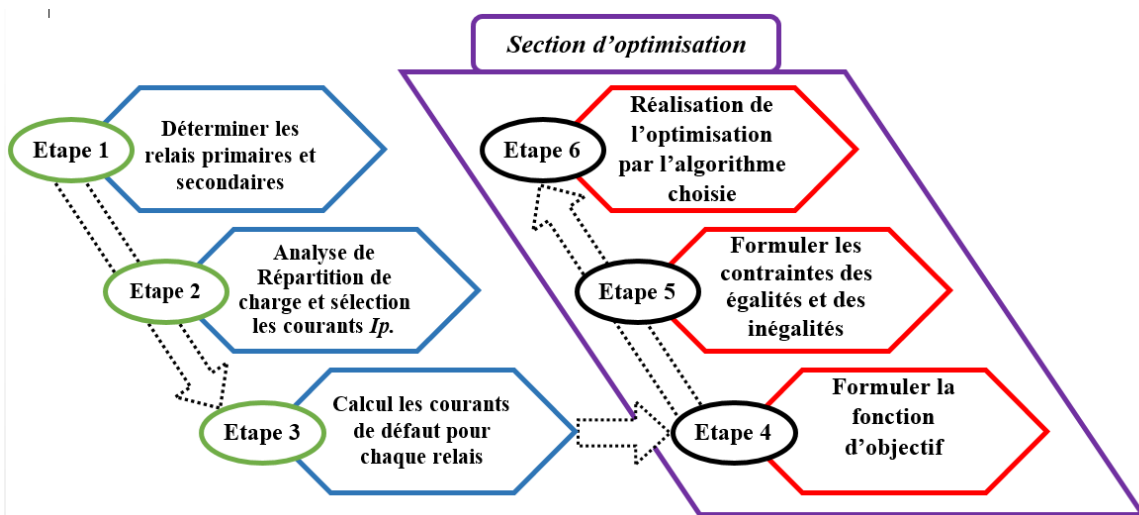 Section d’optimisation
Etape 1
Déterminer les
relais primaires et
secondaires
Etape 2
Analyse de
Répartition de
charge et sélection
les courants Ip.
Etape 3
Calcul les courants
de défaut pour
chaque relais
Etape 4
Formuler la
fonction
d’objectif
Etape 5
Formuler les
contraintes des
égalités et des
inégalités
Etape 6
Réalisation de
l’optimisation
par l’algorithme
choisie